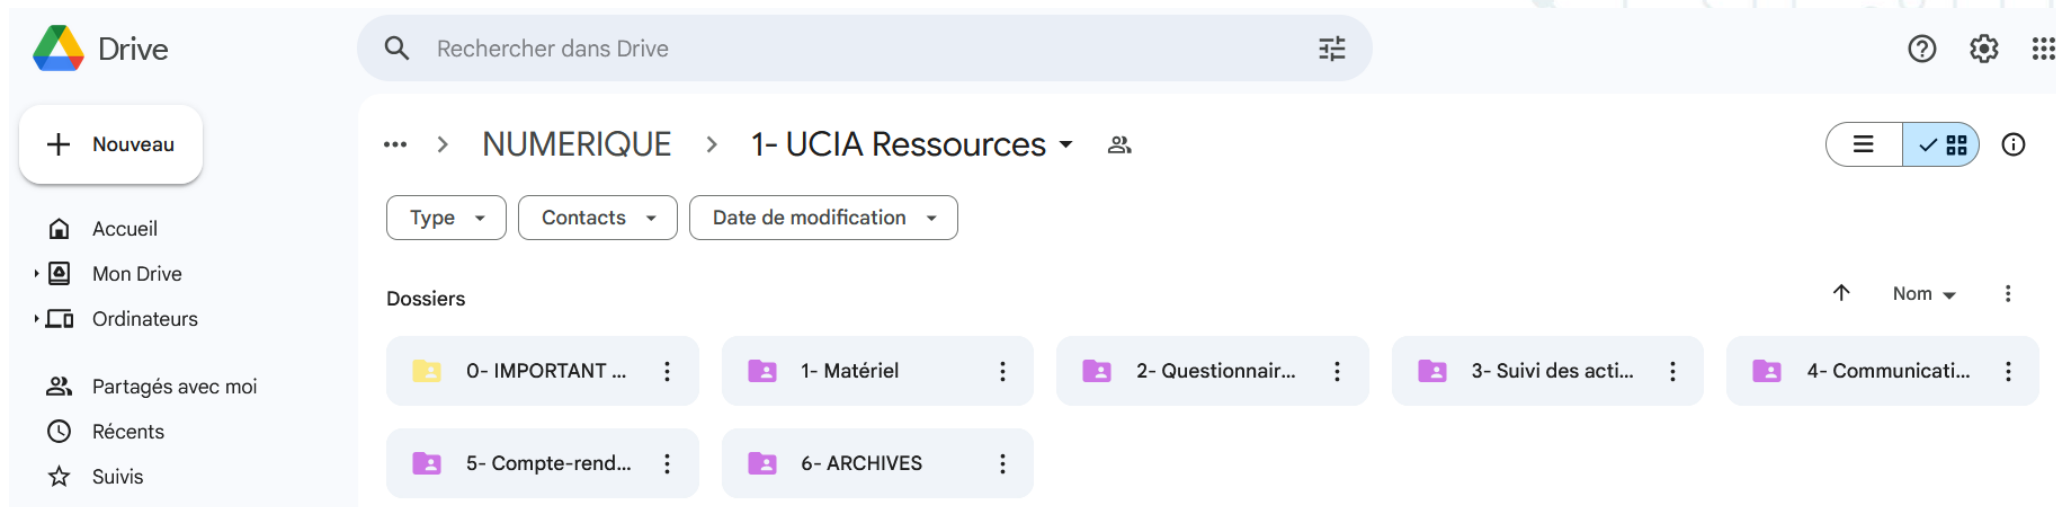 Drive
Rechercher dans Drive
Nouveau
NUMERIQUE
1- UCIA Ressources
Type
Contacts
Date de modification
Accueil
Mon Drive
Ordinateurs
Partagés avec moi
Récents
Suivis
Dossiers
Nom
0- IMPORTANT ...
1- Matériel
2- Questionnair...
3- Suivi des acti...
4- Communicati...
5- Compte-rend...
6- ARCHIVES